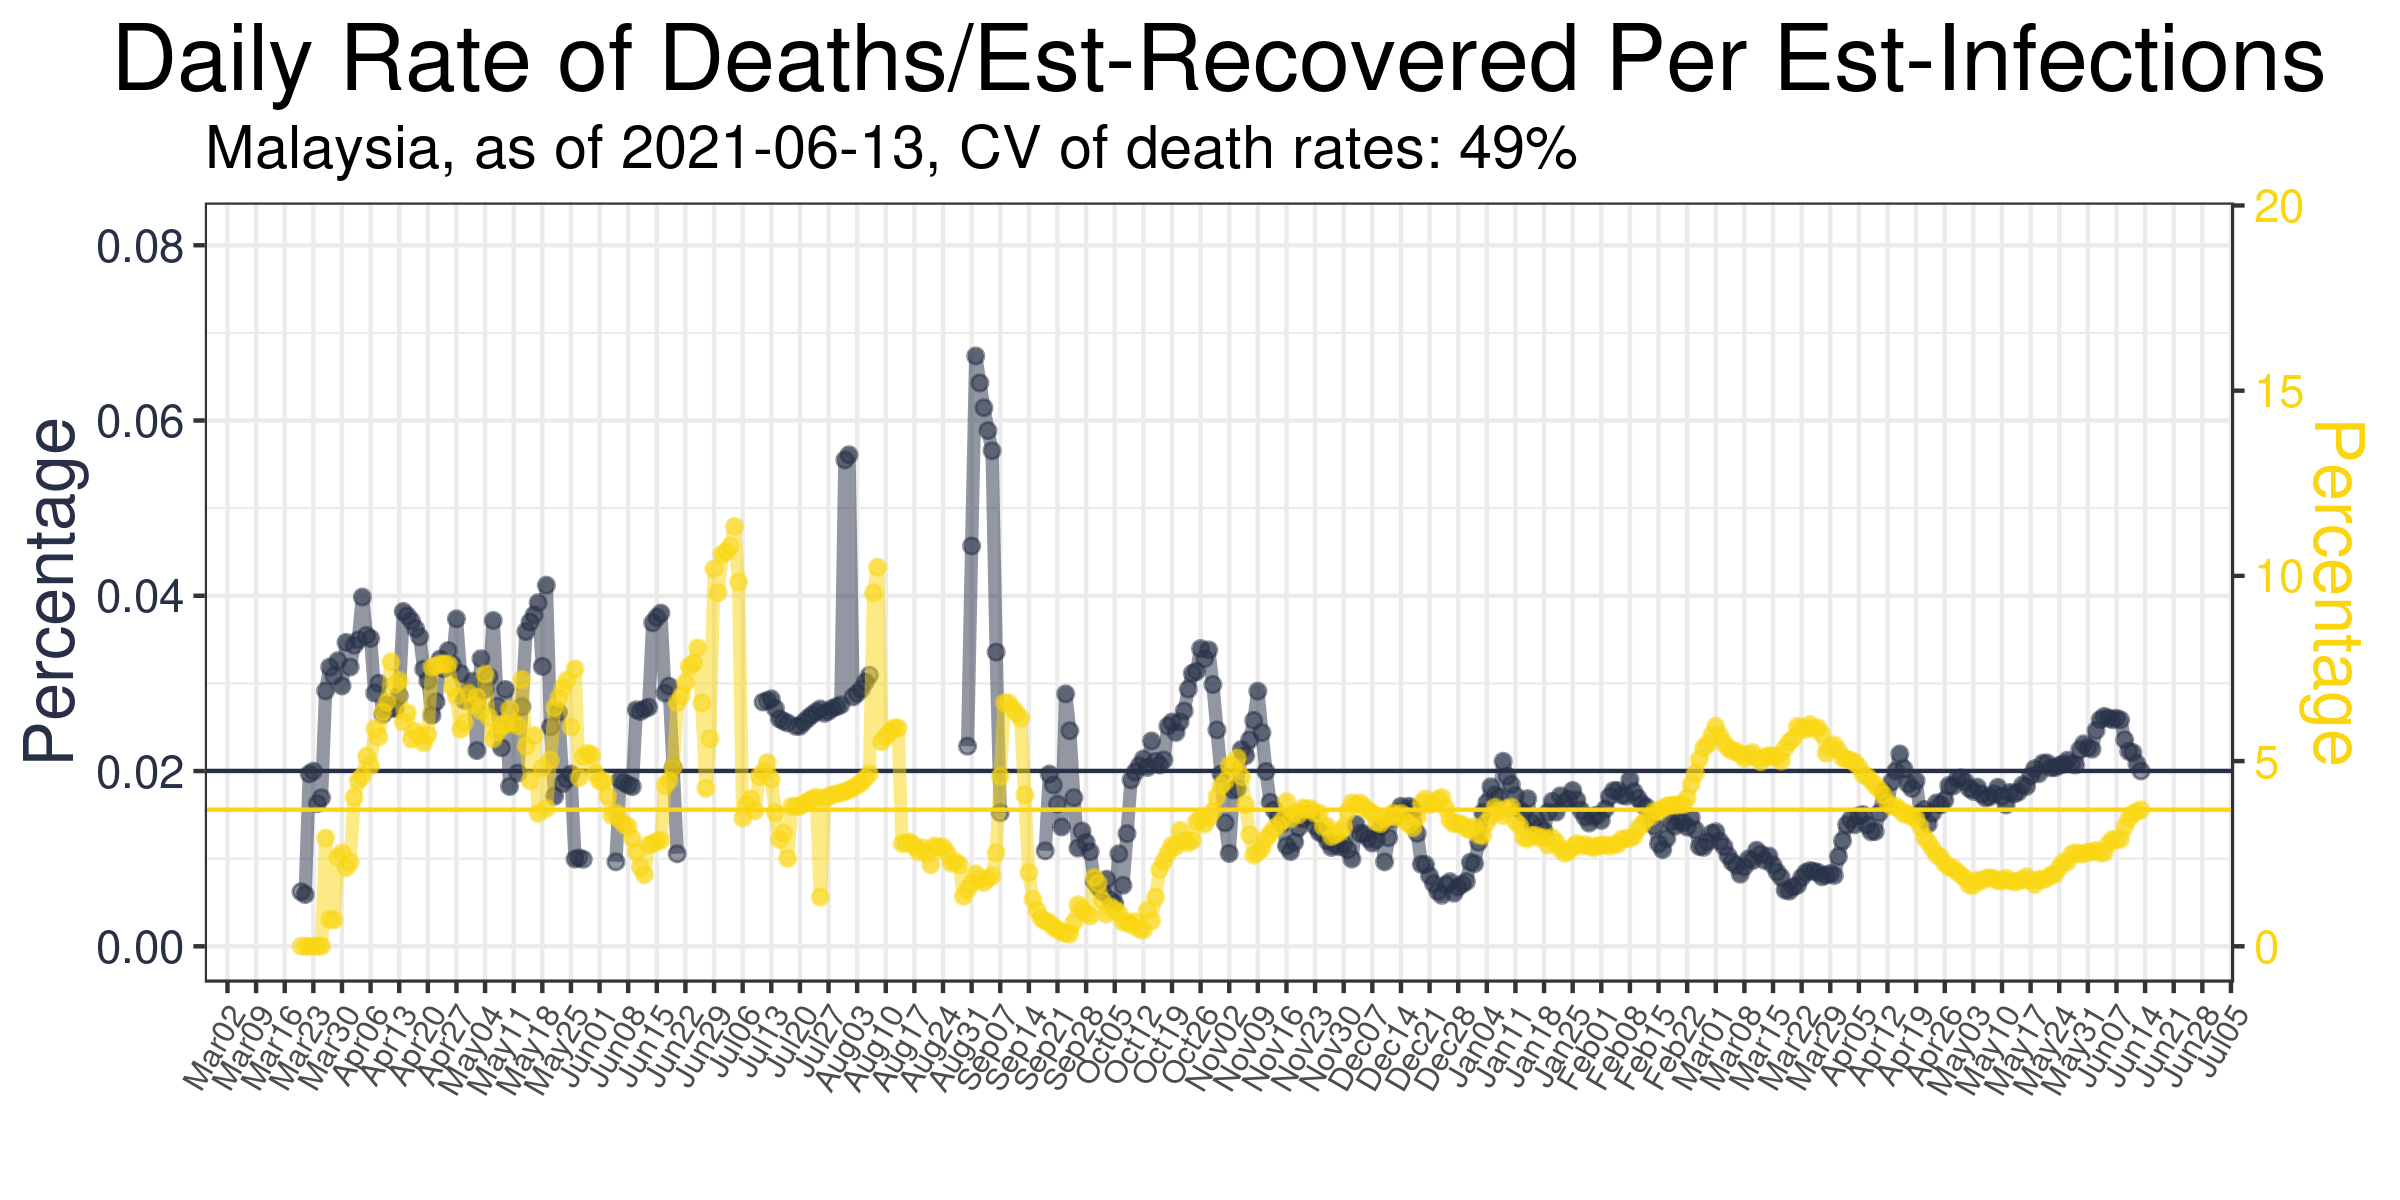 Daily Rate of Deaths/Est-Recovered Per Est-Infections
Malaysia, as of 2021-06-13, CV of death rates: 49%
Percentage
0.08
0.06
0.04
0.02
0.00
20
15
10
5
0
Percentage
Mar02
Mar09
Mar16
Mar23
Mar30
Apr06
Apr13
Apr20
Apr27
May04
May11
May18
May25
Jun01
Jun08
Jun15
Jun22
Jun29
Jul06
Jul13
Jul20
Jul27
Aug03
Aug10
Aug17
Aug24
Aug31
Sep07
Sep14
Sep21
Sep28
Oct05
Oct12
Oct19
Oct26
Nov02
Nov09
Nov16
Nov23
Nov30
Dec07
Dec14
Dec21
Dec28
Jan04
Jan11
Jan18
Jan25
Feb01
Feb08
Feb15
Feb22
Mar01
Mar08
Mar15
Mar22
Mar29
Apr05
Apr12
Apr19
Apr26
May03
May10
May17
May24
May31
Jun07
Jun14
Jun21
Jun28
Jul05